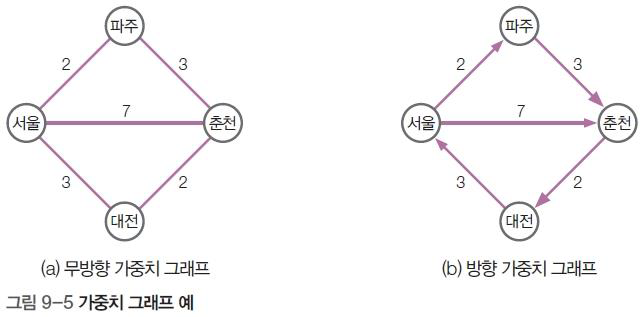 파주
파주
2
3
2
3
서울
7
춘천
서울
7
춘천
3
2
3
2
대전
대전
(a) 무방향 가중치 그래프
(b) 방향 가중치 그래프
그림 9-5 가중치 그래프 예